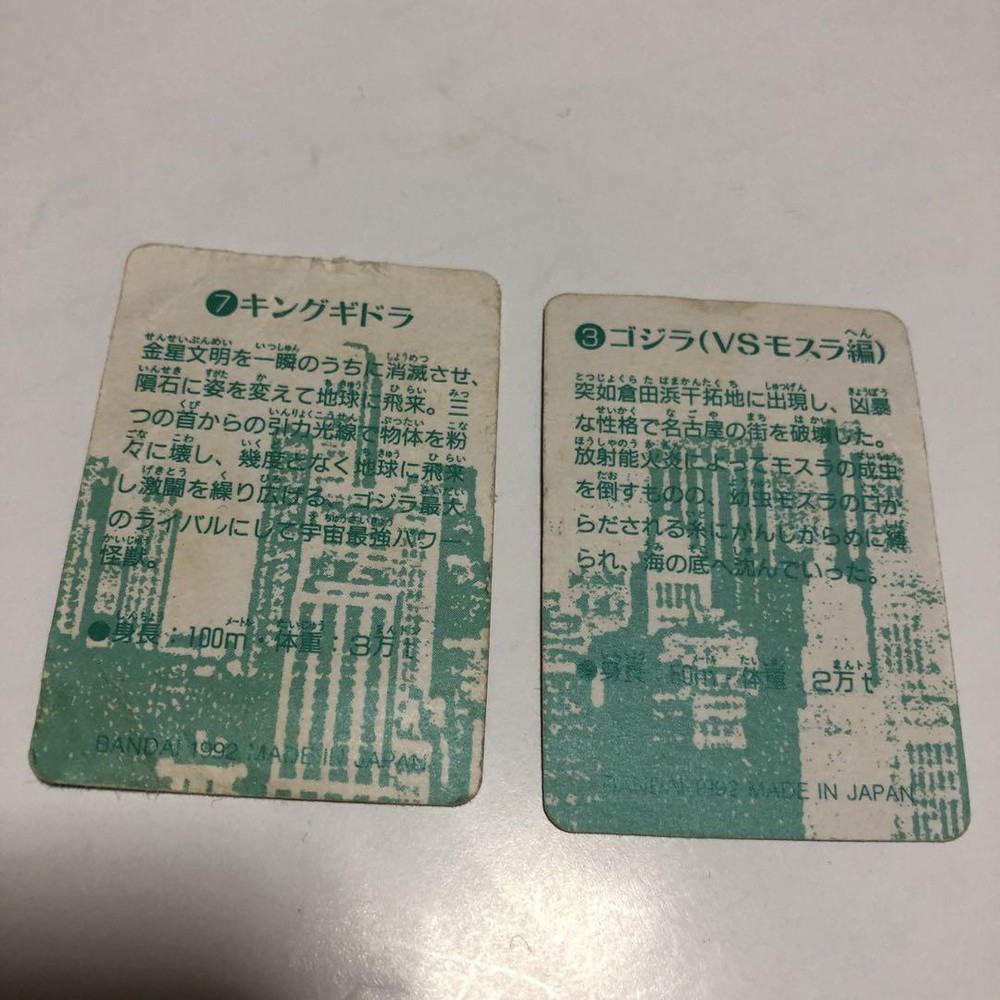 ❼キングギドラ
金星文明を一瞬のうちに消滅させ、
隕石に姿を変えて地球に飛来。三
つの首からの引力光線で物体を粉
々に壊し、幾度となく地球に飛来
し激闘を繰り広げる、ゴジラ最大
のライバルにして宇宙最強パワー
怪獣。
●身長：100m・体重：3万t
BANDAI 1992 MADE IN JAPAN
❸ゴジラ(VSモスラ編)
突如倉田浜干拓地に出現し、凶暴
な性格で名古屋の街を破壊した。
放射能火炎によってモスラの成虫
を倒すものの、幼虫モスラの口か
らだされる糸にがんじがらめに縛
られ、海の底へ沈んでいった。
●身長：50m・体重：2万t
BANDAI 1992 MADE IN JAPAN